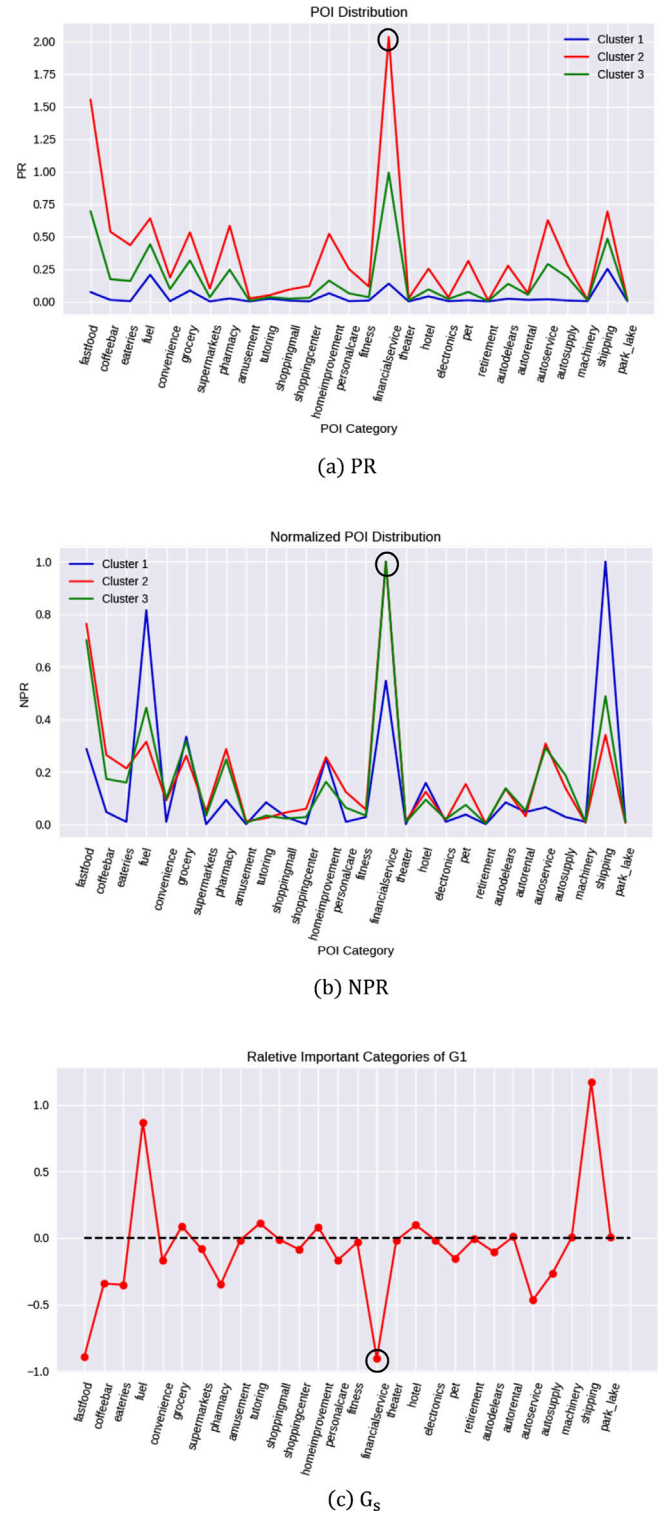 POI Distribution
2.00
1.75
1.50
1.25
1.00
0.75
0.50
0.25
0.00
PR
Cluster 1
Cluster 2
Cluster 3
fastfood
coffeebar
eateries
fuel
convenience
grocery
supermarkets
pharmacy
amusement
tutoring
shoppingmall
shoppingcenter
homeimprovement
personalcare
fitness
financialservice
theater
hotel
electronics
pet
retirement
autodelears
autorental
autoservice
autosupply
machinery
shipping
park_lake
POI Category
(a) PR
Normalized POI Distribution
1.0
0.8
0.6
0.4
0.2
0.0
NPR
Cluster 1
Cluster 2
Cluster 3
fastfood
coffeebar
eateries
fuel
convenience
grocery
supermarkets
pharmacy
amusement
tutoring
shoppingmall
shoppingcenter
homeimprovement
personalcare
fitness
financialservice
theater
hotel
electronics
pet
retirement
autodelears
autorental
autoservice
autosupply
machinery
shipping
park_lake
POI Category
(b) NPR
Raletive Important Categories of G1
1.0
0.5
0.0
−0.5
−1.0
fastfood
coffeebar
eateries
fuel
convenience
grocery
supermarkets
pharmacy
amusement
tutoring
shoppingmall
shoppingcenter
homeimprovement
personalcare
fitness
financialservice
theater
hotel
electronics
pet
retirement
autodelears
autorental
autoservice
autosupply
machinery
shipping
park_lake
(c) Gₛ